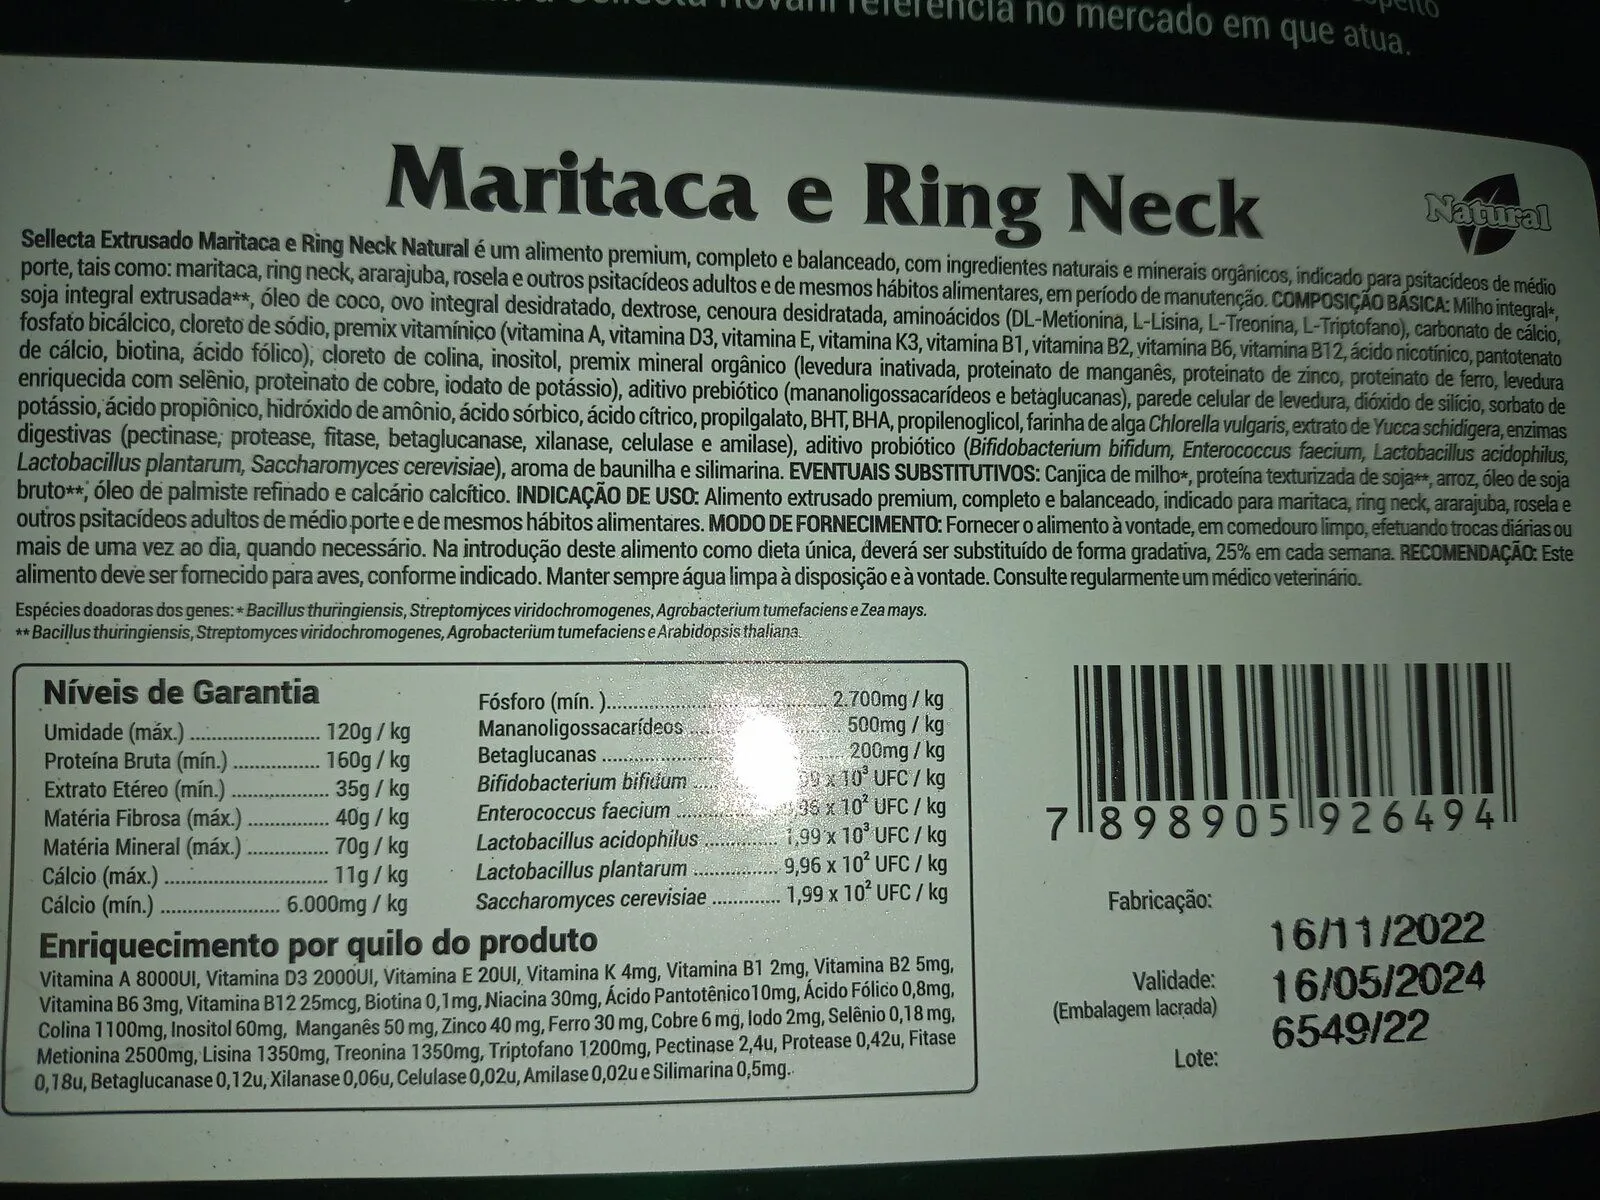 referência no mercado em que atua.
Maritaca e Ring Neck
Natural
Sellecta Extrusado Maritaca e Ring Neck Natural é um alimento premium, completo e balanceado, com ingredientes naturais e minerais orgânicos, indicado para psitacídeos de médio
porte, tais como: maritaca, ring neck, ararajuba, rosela e outros psitacídeos adultos e de mesmos hábitos alimentares, em período de manutenção. COMPOSIÇÃO BÁSICA: Milho integral*,
soja integral extrusada**, óleo de coco, ovo integral desidratado, dextrose, cenoura desidratada, aminoácidos (DL-Metionina, L-Lisina, L-Treonina, L-Triptofano), carbonato de cálcio,
fosfato bicálcico, cloreto de sódio, premix vitamínico (vitamina A, vitamina D3, vitamina E, vitamina K3, vitamina B1, vitamina B2, vitamina B6, vitamina B12, ácido nicotínico, pantotenato
de cálcio, biotina, ácido fólico), cloreto de colina, inositol, premix mineral orgânico (levedura inativada, proteinato de manganês, proteinato de zinco, proteinato de ferro, levedura
enriquecida com selênio, proteinato de cobre, iodato de potássio), aditivo prebiótico (mananoligossacarídeos e betaglucanas), parede celular de levedura, dióxido de silício, sorbato de
potássio, ácido propiônico, hidróxido de amônio, ácido sórbico, ácido cítrico, propilgalato, BHT, BHA, propilenoglicol, farinha de alga Chlorella vulgaris, extrato de Yucca schidigera, enzimas
digestivas (pectinase, protease, fitase, betaglucanase, xilanase, celulase e amilase), aditivo probiótico (Bifidobacterium bifidum, Enterococcus faecium, Lactobacillus acidophilus,
Lactobacillus plantarum, Saccharomyces cerevisiae), aroma de baunilha e silimarina. EVENTUAIS SUBSTITUTIVOS: Canjica de milho*, proteína texturizada de soja**, arroz, óleo de soja
bruto**, óleo de palmiste refinado e calcário calcítico. INDICAÇÃO DE USO: Alimento extrusado premium, completo e balanceado, indicado para maritaca, ring neck, ararajuba, rosela e
outros psitacídeos adultos de médio porte e de mesmos hábitos alimentares. MODO DE FORNECIMENTO: Fornecer o alimento à vontade, em comedouro limpo, efetuando trocas diárias ou
mais de uma vez ao dia, quando necessário. Na introdução deste alimento como dieta única, deverá ser substituído de forma gradativa, 25% em cada semana. RECOMENDAÇÃO: Este
alimento deve ser fornecido para aves, conforme indicado. Manter sempre água limpa à disposição e à vontade. Consulte regularmente um médico veterinário.
Espécies doadoras dos genes: * Bacillus thuringiensis, Streptomyces viridochromogenes, Agrobacterium tumefaciens e Zea mays.
** Bacillus thuringiensis, Streptomyces viridochromogenes, Agrobacterium tumefaciens e Arabidopsis thaliana.
Níveis de Garantia
Umidade (máx.) .................... 120g / kg
Proteína Bruta (mín.) ............. 160g / kg
Extrato Etéreo (mín.) ............... 35g / kg
Matéria Fibrosa (máx.) ............. 40g / kg
Matéria Mineral (máx.) ............. 70g / kg
Cálcio (máx.) .......................... 11g / kg
Cálcio (mín.) .................... 6.000mg / kg
Fósforo (mín. ).................... 2.700mg / kg
Mananoligossacarídeos .......... 500mg / kg
Betaglucanas .................... 200mg / kg
Bifidobacterium bifidum ..... x 10³ UFC / kg
Enterococcus faecium ........ x 10² UFC / kg
Lactobacillus acidophilus ............ 1,99 x 10³ UFC / kg
Lactobacillus plantarum ............. 9,96 x 10² UFC / kg
Saccharomyces cerevisiae ............ 1,99 x 10² UFC / kg
Enriquecimento por quilo do produto
Vitamina A 8000UI, Vitamina D3 2000UI, Vitamina E 20UI, Vitamina K 4mg, Vitamina B1 2mg, Vitamina B2 5mg,
Vitamina B6 3mg, Vitamina B12 25mcg, Biotina 0,1mg, Niacina 30mg, Ácido Pantotênico10mg, Ácido Fólico 0,8mg,
Colina 1100mg, Inositol 60mg, Manganês 50 mg, Zinco 40 mg, Ferro 30 mg, Cobre 6 mg, Iodo 2mg, Selênio 0,18 mg,
Metionina 2500mg, Lisina 1350mg, Treonina 1350mg, Triptofano 1200mg, Pectinase 2,4u, Protease 0,42u, Fitase
0,18u, Betaglucanase 0,12u, Xilanase 0,06u, Celulase 0,02u, Amilase 0,02u e Silimarina 0,5mg.
7 898905 926494
Fabricação:
16/11/2022
Validade: 16/05/2024
(Embalagem lacrada)
6549/22
Lote: